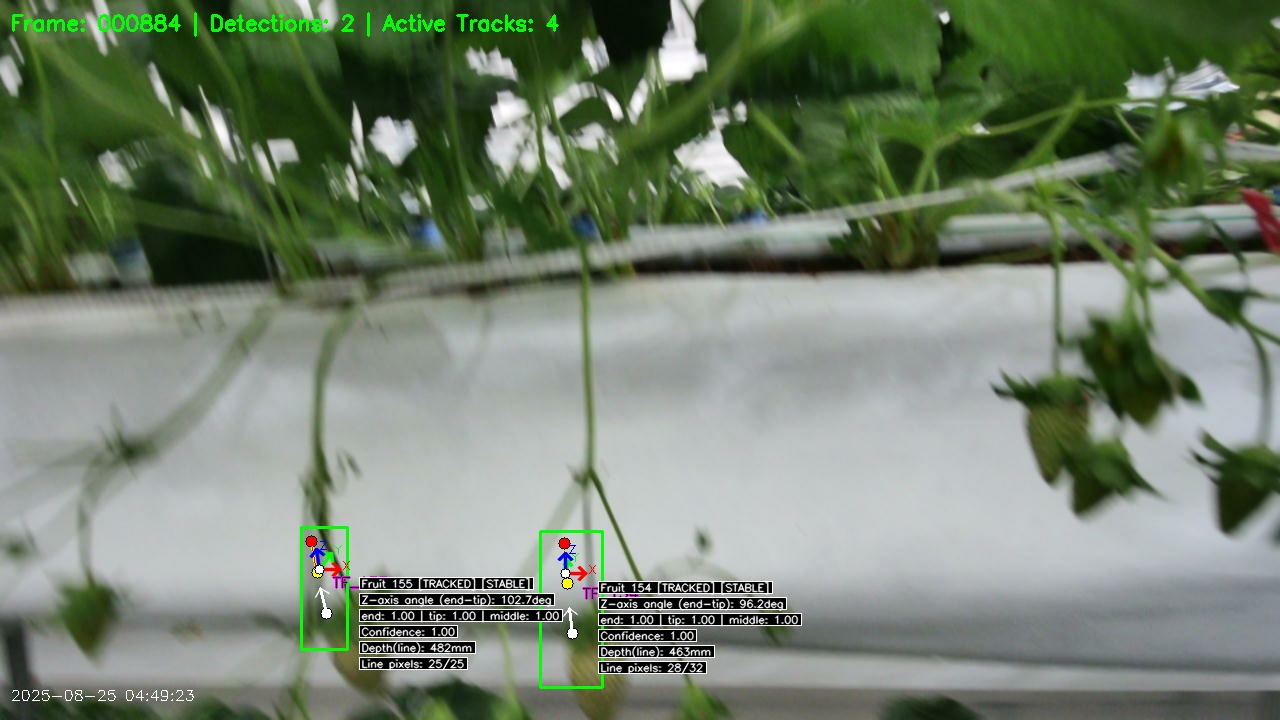 Frame: 000884 | Detections: 2 | Active Tracks: 4
Z
Y
X
TF_
Fruit 155 [TRACKED] [STABLE]
Z-axis angle (end-tip): 102.7deg
end: 1.00 | tip: 1.00 | middle: 1.00
Confidence: 1.00
Depth(line): 482mm
Line pixels: 25/25
Z
X
TF_
Fruit 154 [TRACKED] [STABLE]
Z-axis angle (end-tip): 96.2deg
end: 1.00 | tip: 1.00 | middle: 1.00
Confidence: 1.00
Depth(line): 463mm
Line pixels: 28/32
2025-08-25 04:49:23